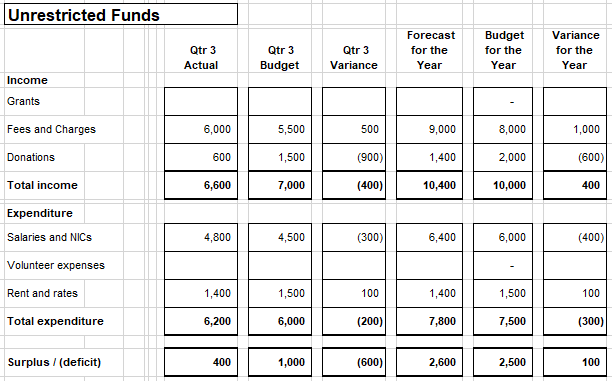 Unrestricted Funds
Qtr 3 Actual Qtr 3 Budget Qtr 3 Variance Forecast for the Year Budget for the Year Variance for the Year
Income
Grants -
Fees and Charges 6,000 5,500 500 9,000 8,000 1,000
Donations 600 1,500 (900) 1,400 2,000 (600)
Total income 6,600 7,000 (400) 10,400 10,000 400
Expenditure
Salaries and NICs 4,800 4,500 (300) 6,400 6,000 (400)
Volunteer expenses -
Rent and rates 1,400 1,500 100 1,400 1,500 100
Total expenditure 6,200 6,000 (200) 7,800 7,500 (300)
Surplus / (deficit) 400 1,000 (600) 2,600 2,500 100